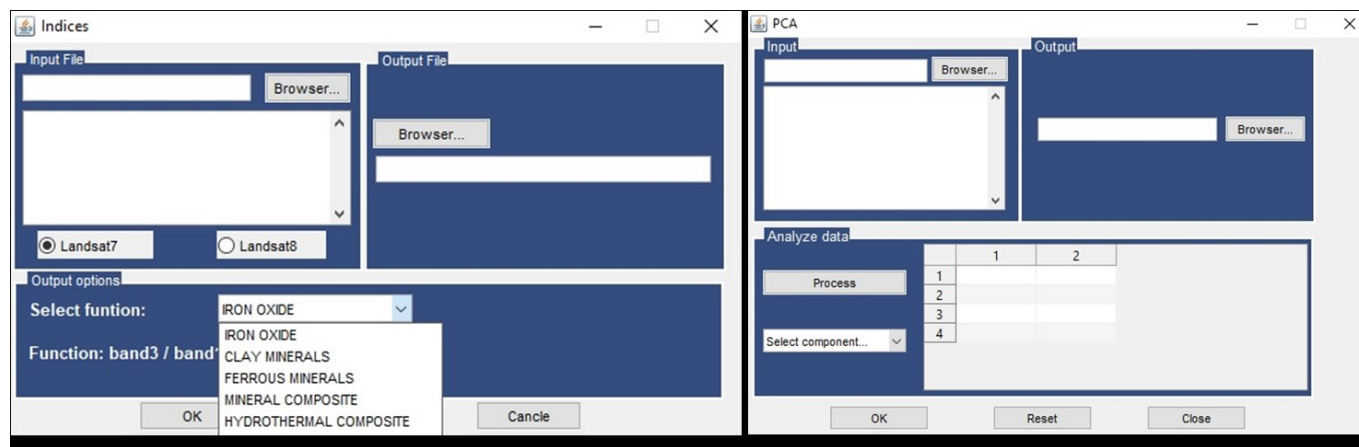 Indices
Input File
Browser...
Landsat7
Landsat8
Output File
Browser...
Output options
Select funtion:
IRON OXIDE
Function: band3 / band
IRON OXIDE
CLAY MINERALS
FERROUS MINERALS
MINERAL COMPOSITE
HYDROTHERMAL COMPOSITE
OK
Cancle
PCA
Input
Browser...
Output
Browser...
Analyze data
Process
Select component...
1 2
1
2
3
4
OK
Reset
Close